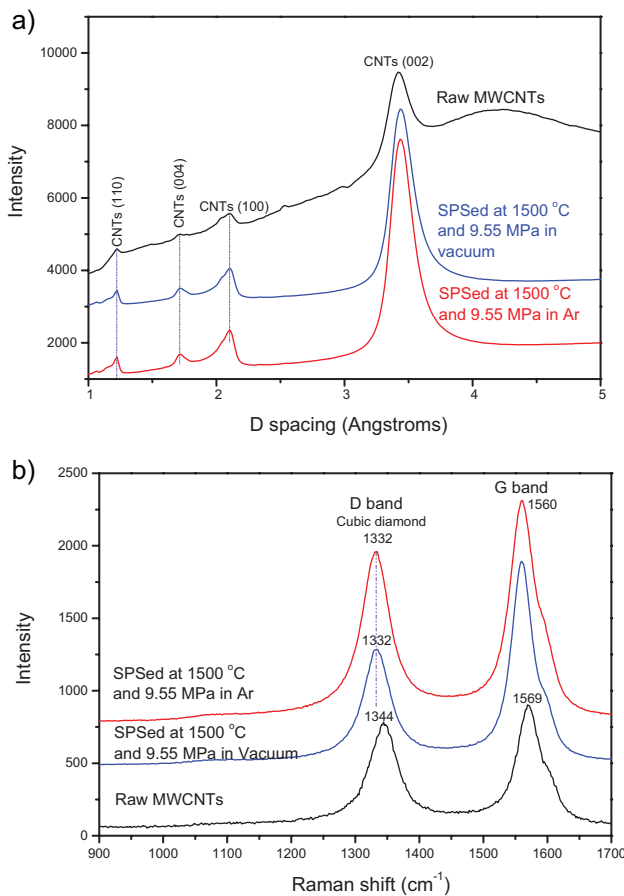 a)
10000
8000
6000
4000
2000
Intensity
CNTs (110)
CNTs (004)
CNTs (100)
CNTs (002)
Raw MWCNTs
SPSed at 1500 °C
and 9.55 MPa in
vacuum
SPSed at 1500 °C
and 9.55 MPa in Ar
1 2 3 4 5
D spacing (Angstroms)
b)
2500
2000
1500
1000
500
0
Intensity
D band
Cubic diamond
1332
G band
1560
1332
SPSed at 1500 °C
and 9.55 MPa in Ar
1344
1569
SPSed at 1500 °C
and 9.55 MPa in Vacuum
Raw MWCNTs
900 1000 1100 1200 1300 1400 1500 1600 1700
Raman shift (cm⁻¹)